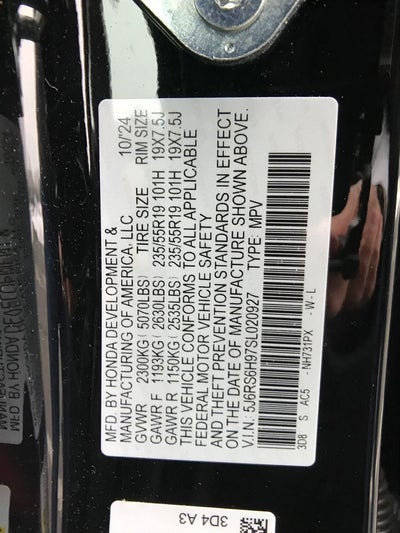 MFD. BY HONDA DEVELOPMENT &
MANUFACTURING OF AMERICA, LLC 10/'24
GVWR 2300KG(5070LBS) TIRE SIZE RIM SIZE
GAWR F 1193KG(2630LBS) 235/55R19 101H 19X7.5J
GAWR R 1150KG(2535LBS) 235/55R19 101H 19X7.5J
THIS VEHICLE CONFORMS TO ALL APPLICABLE
FEDERAL MOTOR VEHICLE SAFETY
AND THEFT PREVENTION STANDARDS IN EFFECT
ON THE DATE OF MANUFACTURE SHOWN ABOVE.
V.I.N: 5J6RS6H97SL020927 TYPE: MPV
3D8 S AC5 NH731PX -W-L
3D4 A3